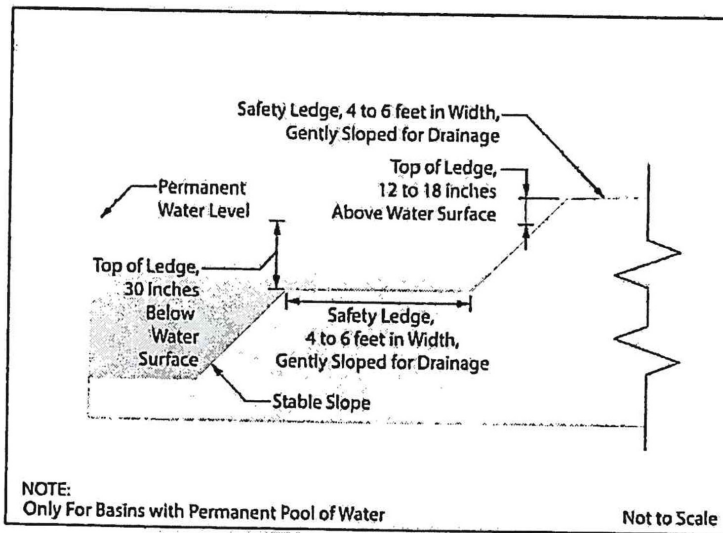 Safety Ledge, 4 to 6 feet in Width,
Gently Sloped for Drainage
Top of Ledge,
12 to 18 inches
Above Water Surface
Permanent
Water Level
Top of Ledge,
30 Inches
Below
Water
Surface
Safety Ledge,
4 to 6 feet in Width,
Gently Sloped for Drainage
Stable Slope
NOTE:
Only For Basins with Permanent Pool of Water
Not to Scale